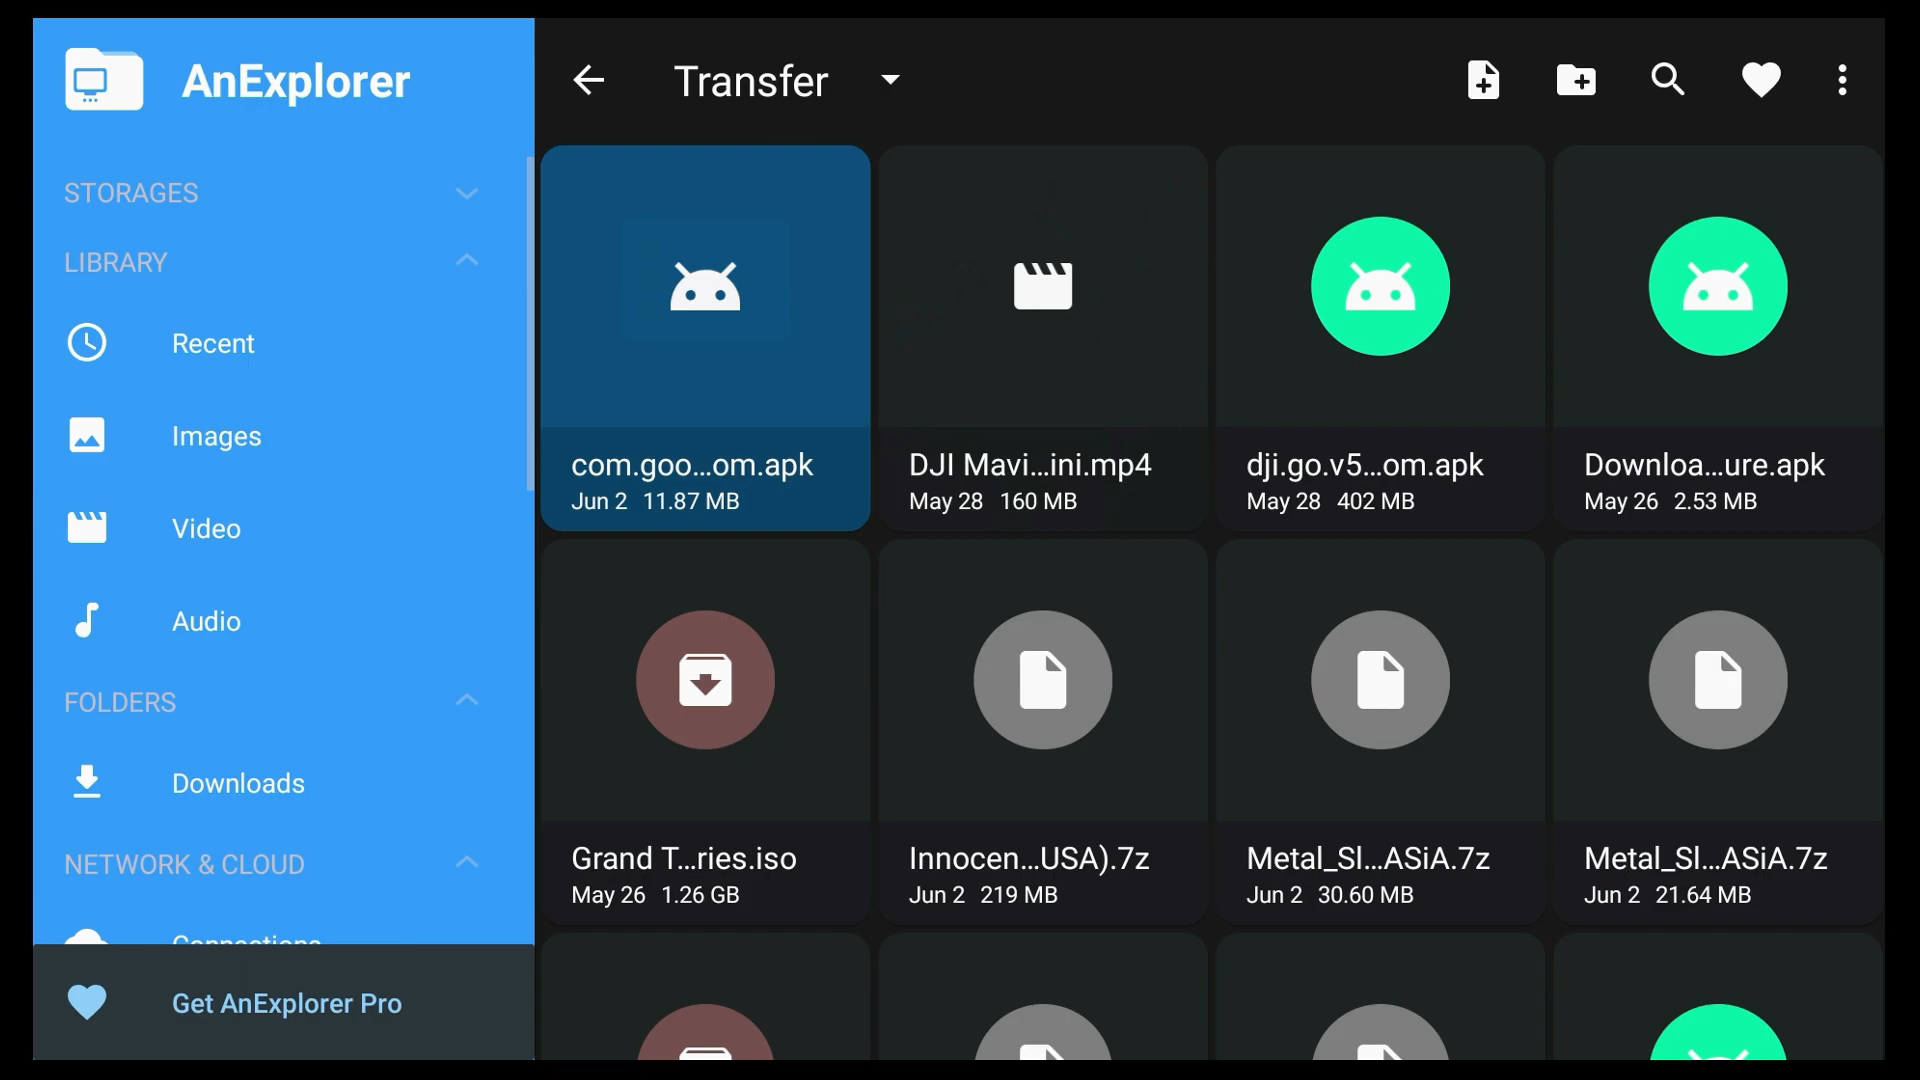 AnExplorer
STORAGES
LIBRARY
Recent
Images
Video
Audio
FOLDERS
Downloads
NETWORK & CLOUD
Connections
Get AnExplorer Pro
Transfer
com.goo...om.apk
Jun 2 11.87 MB
DJI Mavi...ini.mp4
May 28 160 MB
dji.go.v5...om.apk
May 28 402 MB
Downloa...ure.apk
May 26 2.53 MB
Grand T...ries.iso
May 26 1.26 GB
Innocen...USA).7z
Jun 2 219 MB
Metal_Sl...ASiA.7z
Jun 2 30.60 MB
Metal_Sl...ASiA.7z
Jun 2 21.64 MB